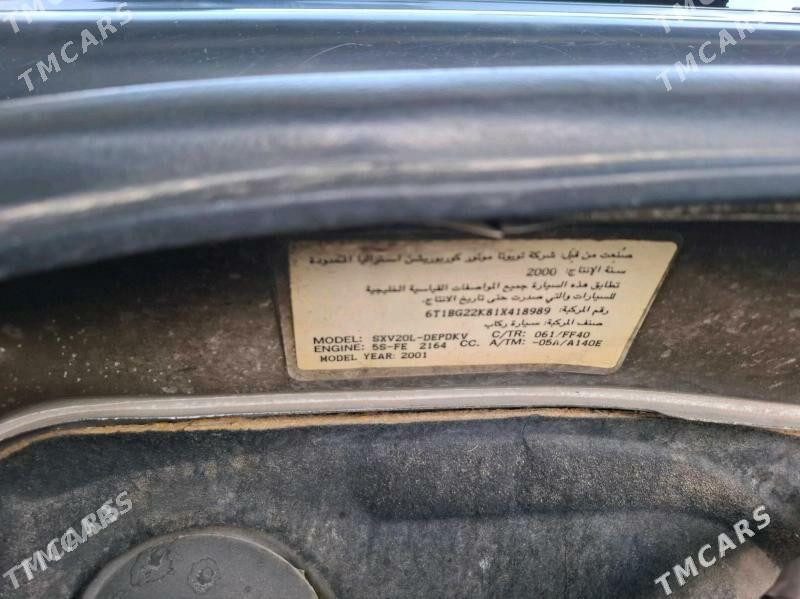 TMCARS
TMCARS
صُنعت من قبل: شركة تويوتا موتور كوربوريشن استراليا المحدودة
سنة الإنتاج: 2000
تطابق هذه السيارة جميع المواصفات القياسية الخليجية
للسيارات والتي صدرت حتى تاريخ الإنتاج.
رقم المركبة: 6T1BG22K81X418989
صنف المركبة: سيارة ركاب
MODEL: SXV20L-DEPDKV C/TR: 061/FF40
ENGINE: 5S-FE 2164 CC. A/TM: -05A/A140E
MODEL YEAR: 2001
TMCARS
TMCARS